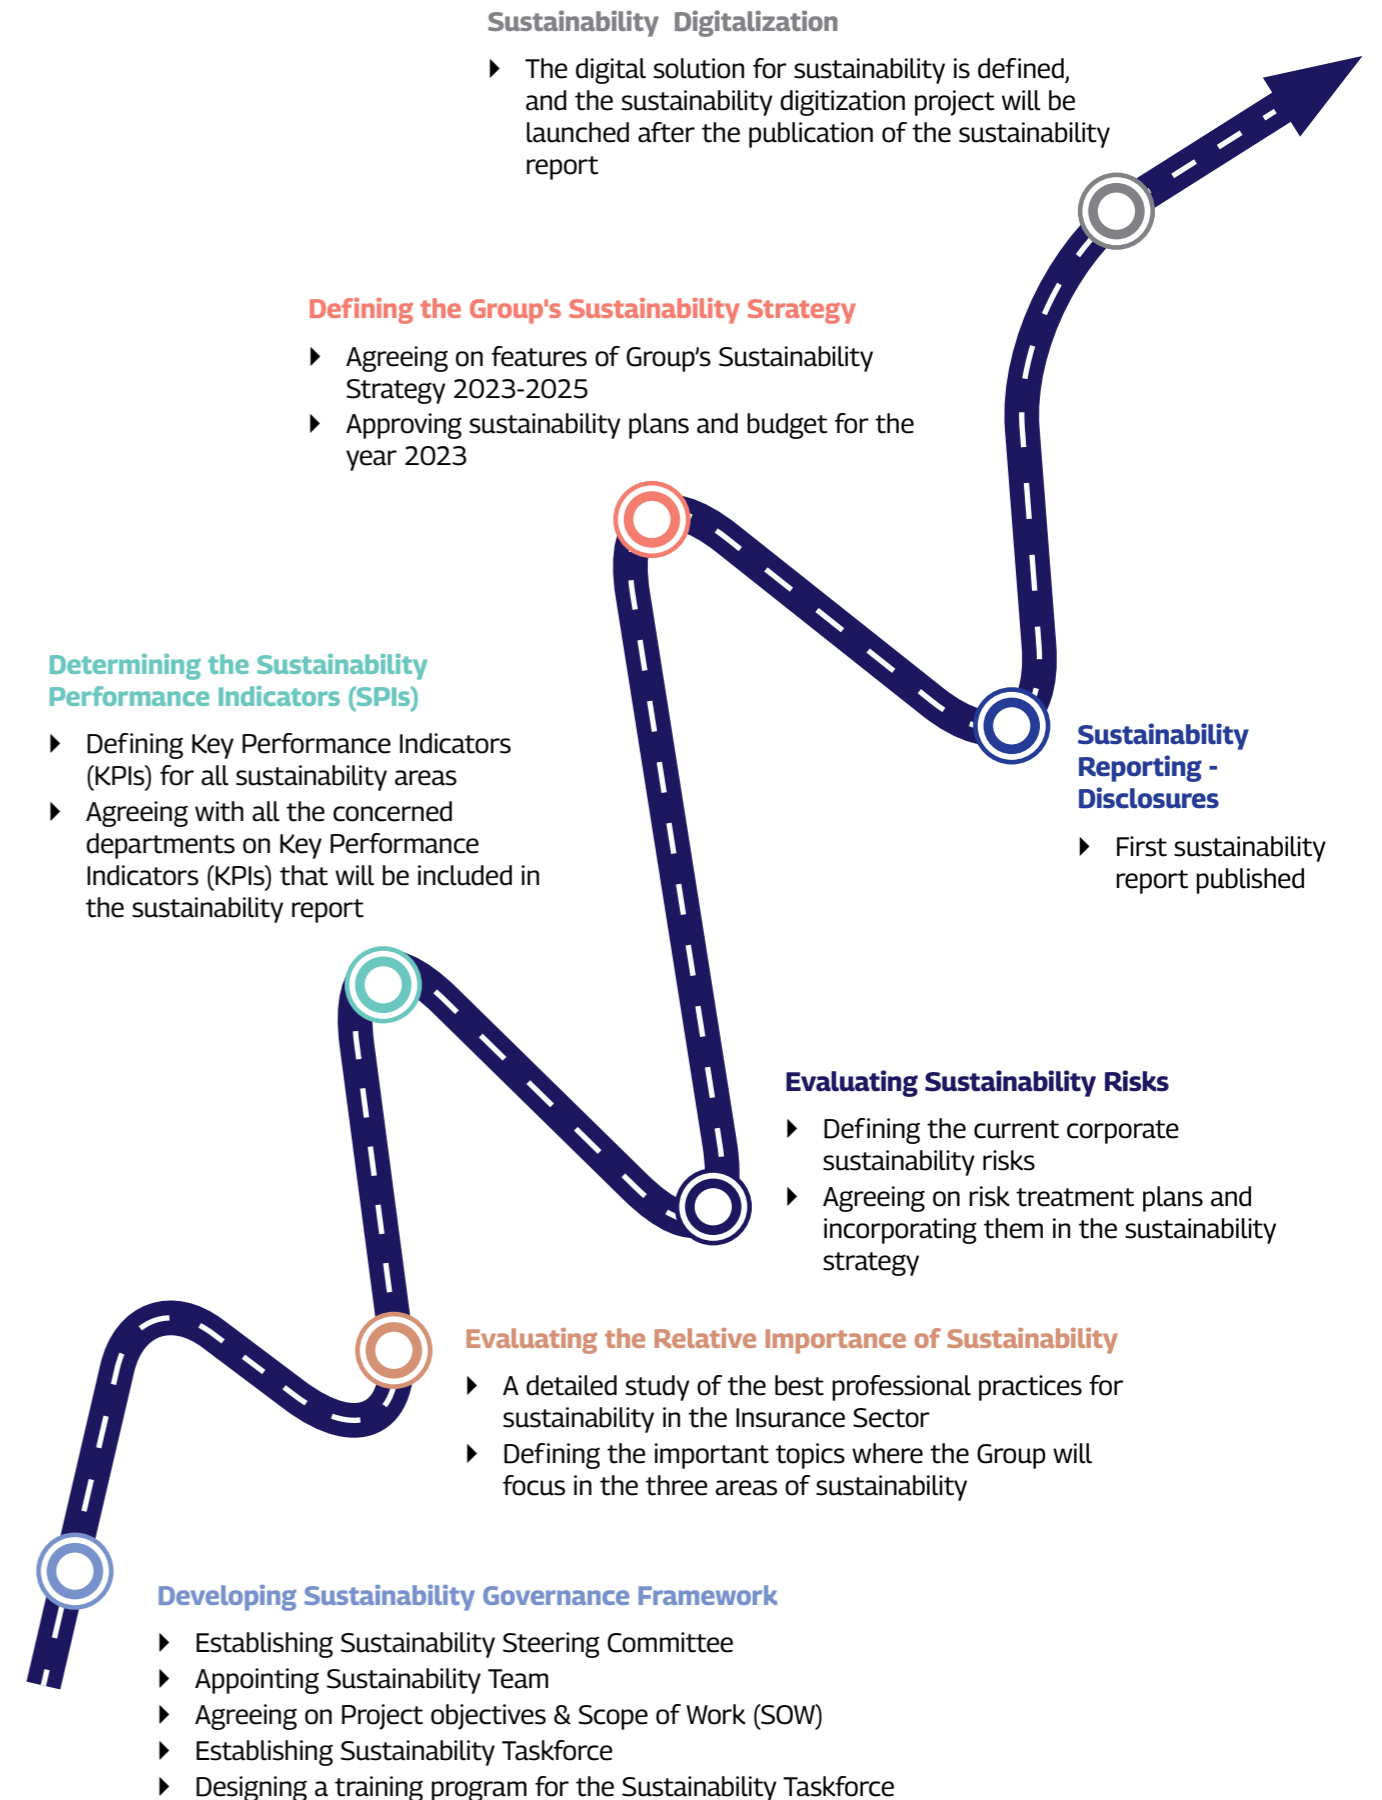 Sustainability Digitalization
The digital solution for sustainability is defined,
and the sustainability digitization project will be
launched after the publication of the sustainability
report
Defining the Group's Sustainability Strategy
Agreeing on features of Group’s Sustainability
Strategy 2023-2025
Approving sustainability plans and budget for the
year 2023
Determining the Sustainability
Performance Indicators (SPIs)
Defining Key Performance Indicators
(KPIs) for all sustainability areas
Agreeing with all the concerned
departments on Key Performance
Indicators (KPIs) that will be included in
the sustainability report
Sustainability
Reporting -
Disclosures
First sustainability
report published
Evaluating Sustainability Risks
Defining the current corporate
sustainability risks
Agreeing on risk treatment plans and
incorporating them in the sustainability
strategy
Evaluating the Relative Importance of Sustainability
A detailed study of the best professional practices for
sustainability in the Insurance Sector
Defining the important topics where the Group will
focus in the three areas of sustainability
Developing Sustainability Governance Framework
Establishing Sustainability Steering Committee
Appointing Sustainability Team
Agreeing on Project objectives & Scope of Work (SOW)
Establishing Sustainability Taskforce
Designing a training program for the Sustainability Taskforce